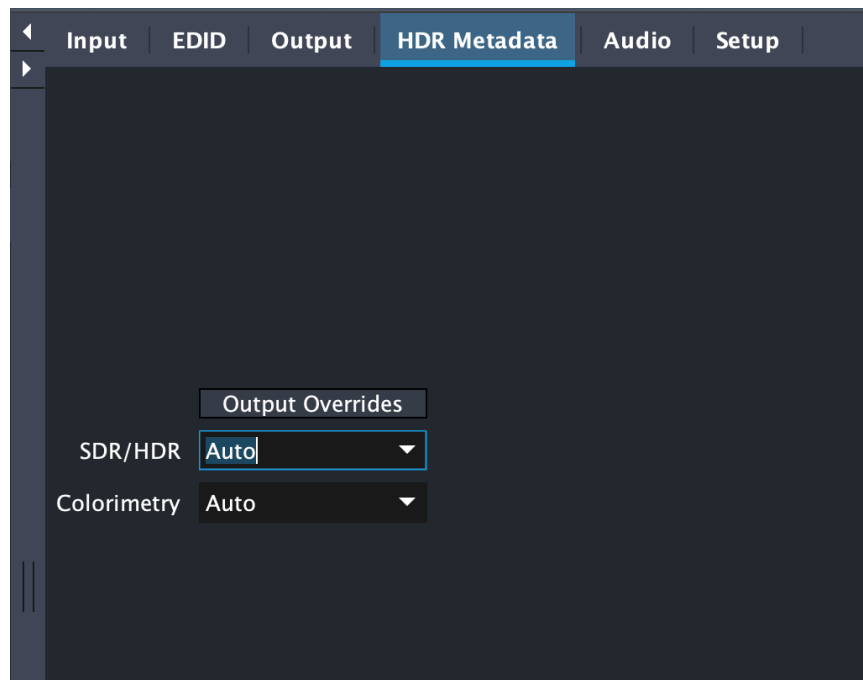 Input EDID Output HDR Metadata Audio Setup
Output Overrides
SDR/HDR Auto
Colorimetry Auto